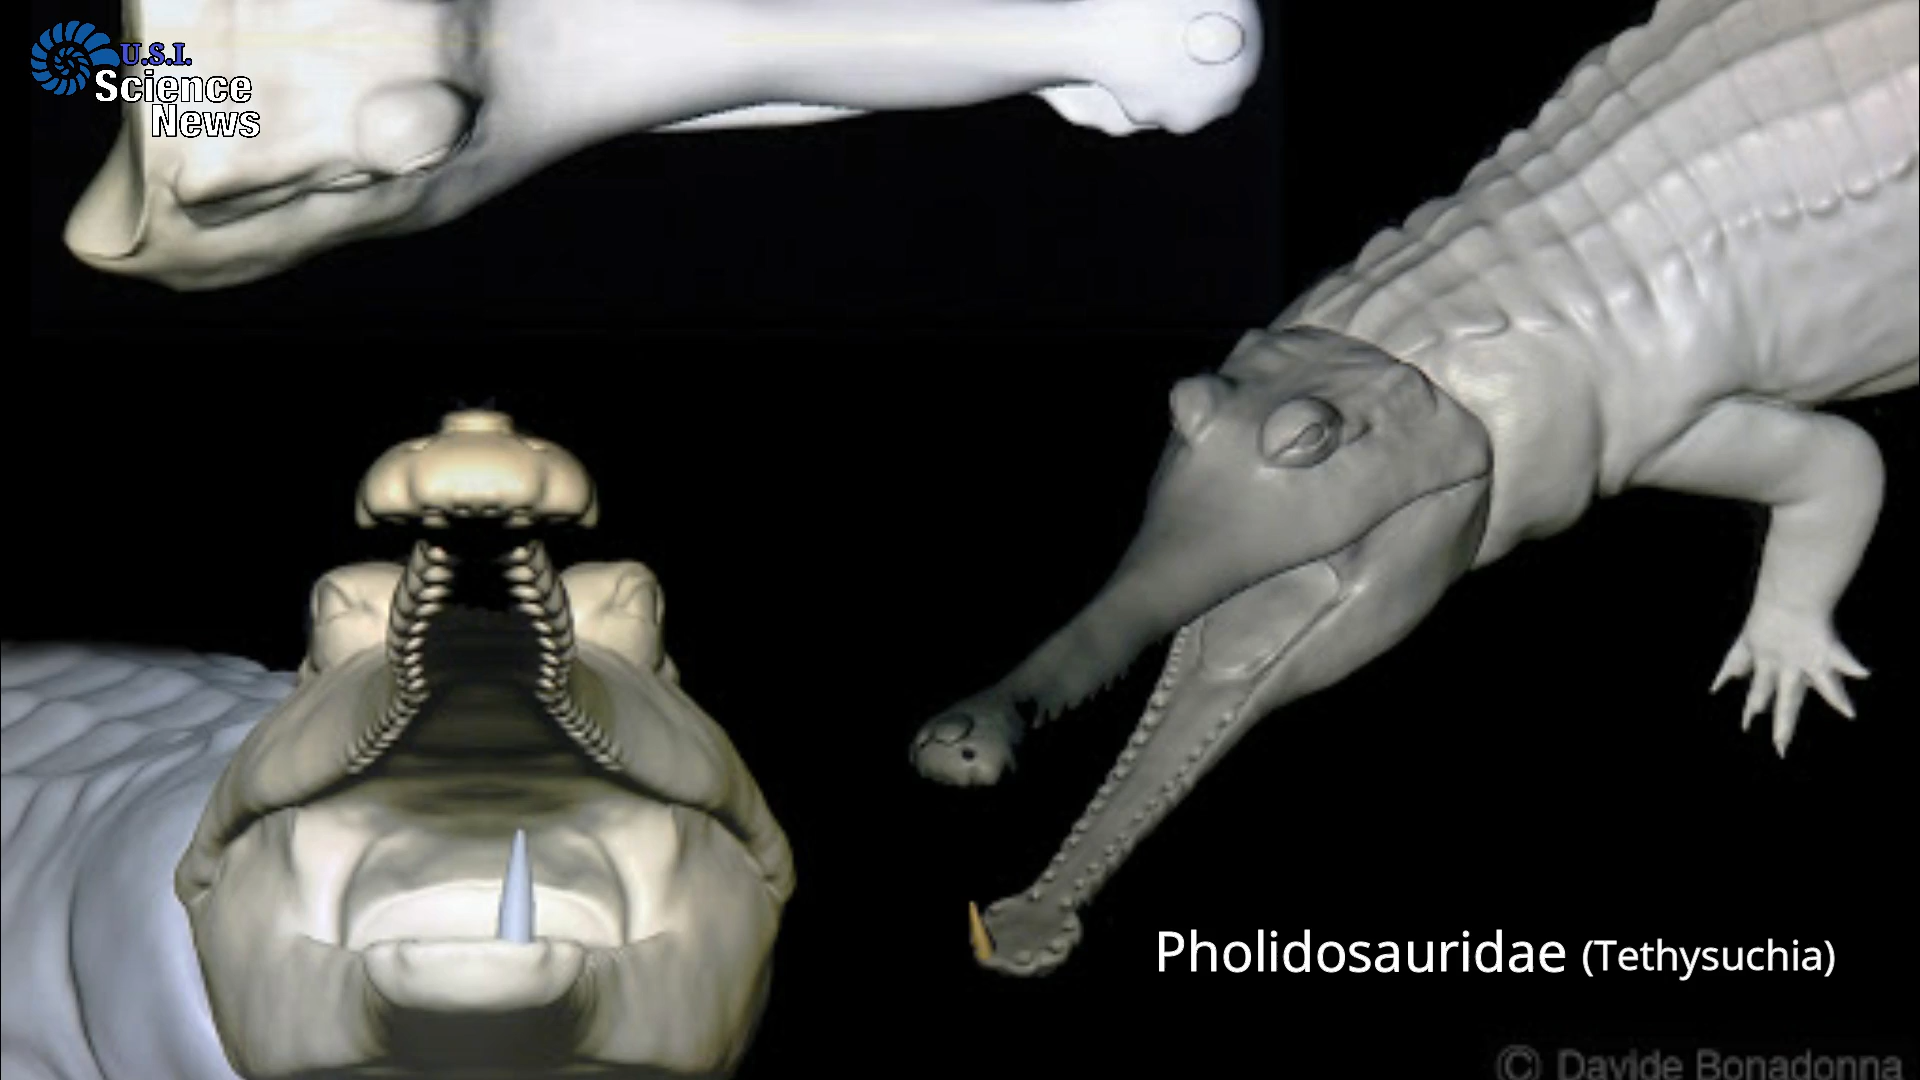 U.S.I.
Science
News
Pholidosauridae (Tethysuchia)
© Davide Bonadonna